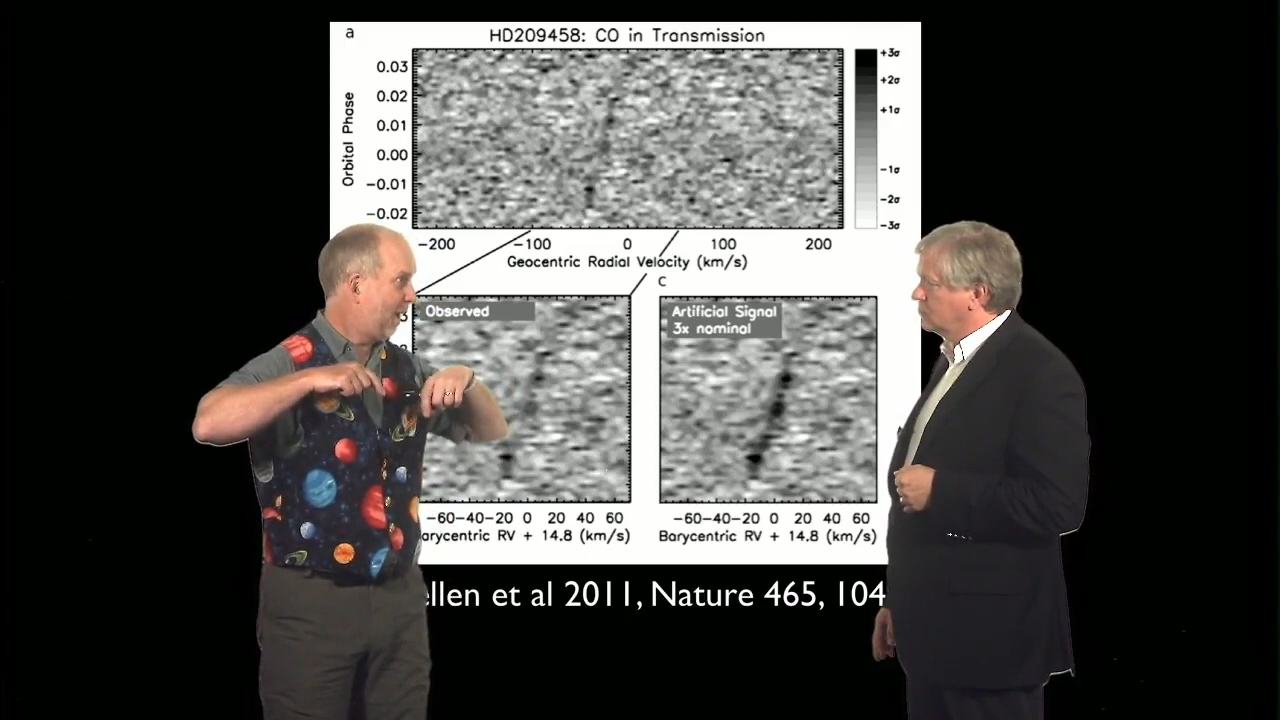 a
HD209458: CO in Transmission
Orbital Phase
0.03
0.02
0.01
0.00
−0.01
−0.02
−200 −100 0 100 200
Geocentric Radial Velocity (km/s)
+3σ
+2σ
+1σ
−1σ
−2σ
−3σ
c
Observed
Artificial Signal
3x nominal
−60−40−20 0 20 40 60
arycentric RV + 14.8 (km/s)
−60−40−20 0 20 40 60
Barycentric RV + 14.8 (km/s)
ellen et al 2011, Nature 465, 104